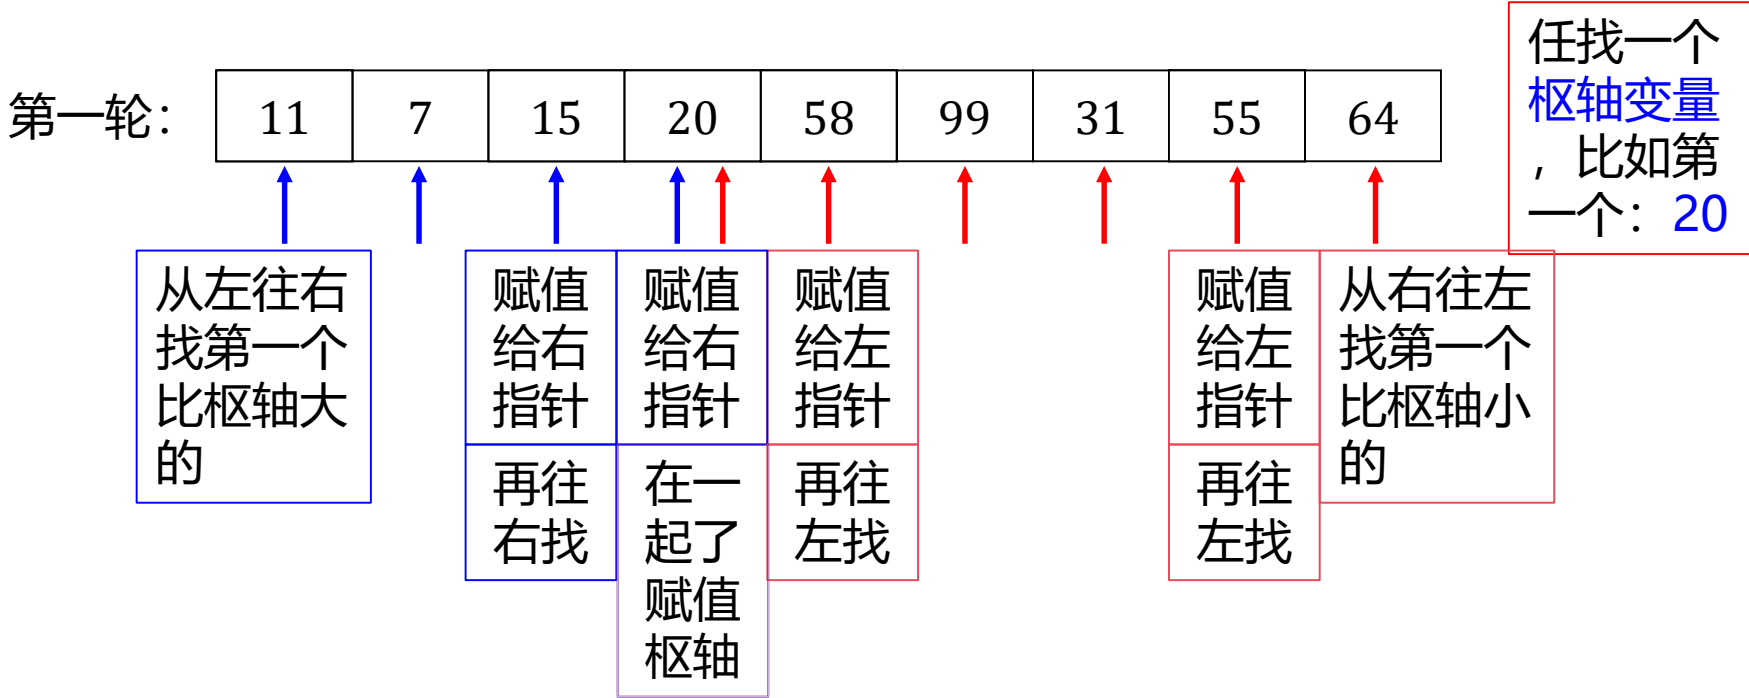 任找一个
枢轴变量
，比如第
一个：20
第一轮： 11 7 15 20 58 99 31 55 64
从左往右
找第一个
比枢轴大
的
赋值
给右
指针
再往
右找
赋值
给右
指针
在一
起了
赋值
枢轴
赋值
给左
指针
再往
左找
赋值
给左
指针
再往
左找
从右往左
找第一个
比枢轴小
的